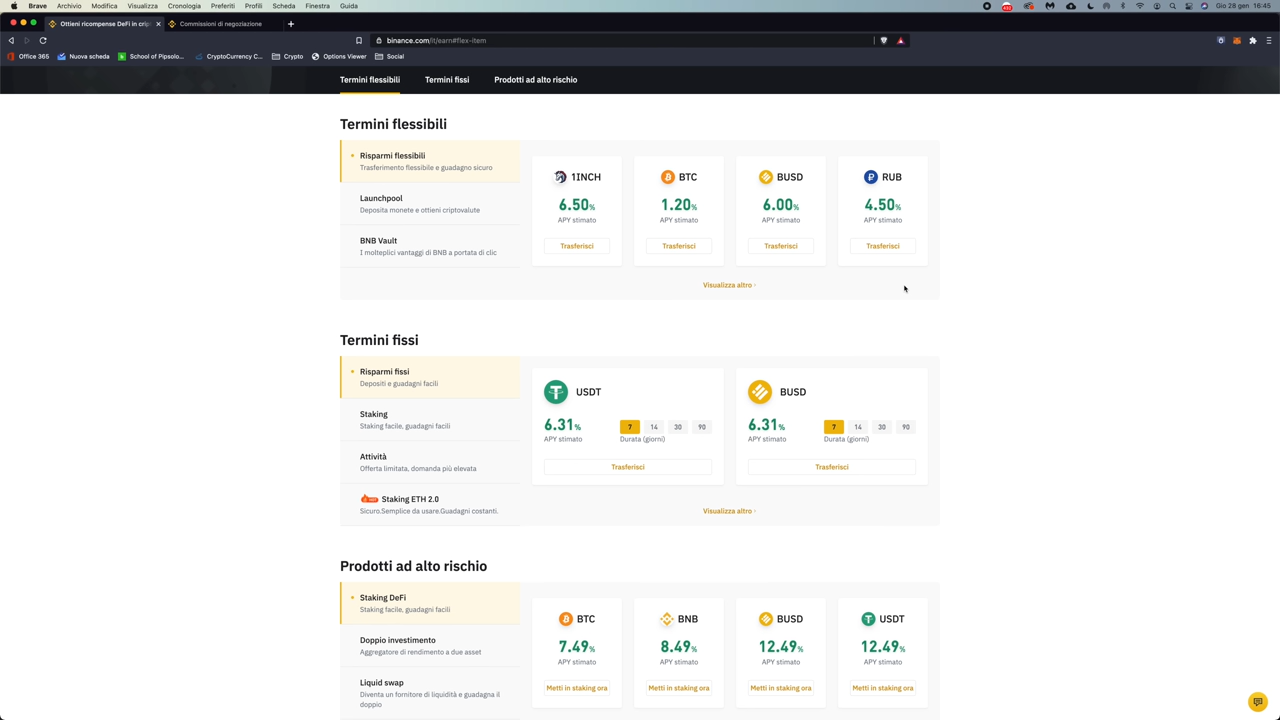 Brave Archivio Modifica Visualizza Cronologia Preferiti Profili Scheda Finestra Guida Gio 28 gen 16:45
Ottieni ricompense DeFi in crip Commissioni di negoziazione
binance.com/it/earn#flex-item
Office 365 Nuova scheda School of Pipsolo... CryptoCurrency C... Crypto Options Viewer Social
Termini flessibili Termini fissi Prodotti ad alto rischio
Termini flessibili
Risparmi flessibili
Trasferimento flessibile e guadagno sicuro
Launchpool
Deposita monete e ottieni criptovalute
BNB Vault
I molteplici vantaggi di BNB a portata di clic
1INCH BTC BUSD RUB
6.50% 1.20% 6.00% 4.50%
APY stimato APY stimato APY stimato APY stimato
Trasferisci Trasferisci Trasferisci Trasferisci
Visualizza altro
Termini fissi
Risparmi fissi
Depositi e guadagni facili
Staking
Staking facile, guadagni facili
Attività
Offerta limitata, domanda più elevata
Staking ETH 2.0
Sicuro.Semplice da usare.Guadagni costanti.
USDT BUSD
6.31% 7 14 30 90 6.31% 7 14 30 90
APY stimato Durata (giorni) APY stimato Durata (giorni)
Trasferisci Trasferisci
Visualizza altro
Prodotti ad alto rischio
Staking DeFi
Staking facile, guadagni facili
Doppio investimento
Aggregatore di rendimento a due asset
Liquid swap
Diventa un fornitore di liquidità e guadagna il
doppio
BTC BNB BUSD USDT
7.49% 8.49% 12.49% 12.49%
APY stimato APY stimato APY stimato APY stimato
Metti in staking ora Metti in staking ora Metti in staking ora Metti in staking ora